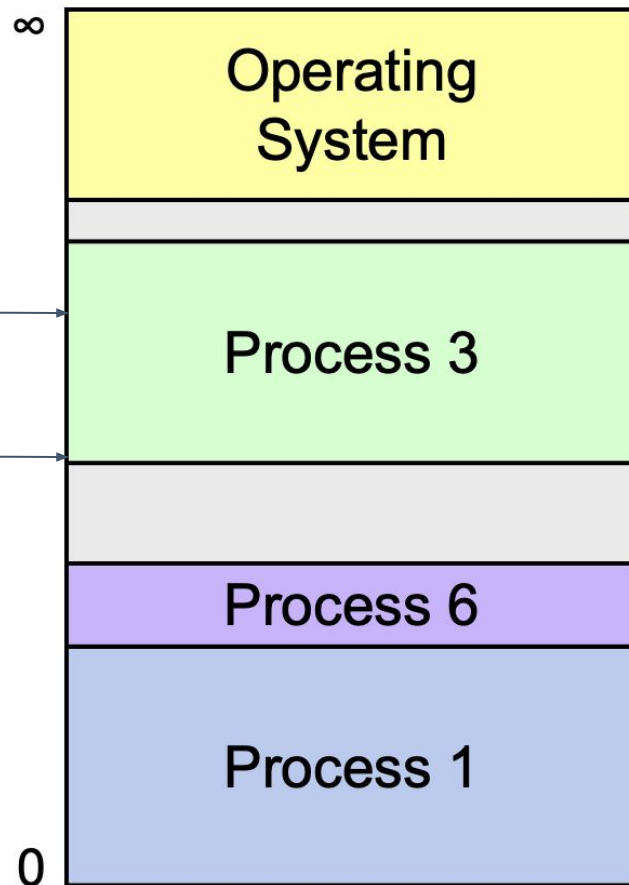 ∞
Operating
System
Process 3
Process 6
Process 1
0